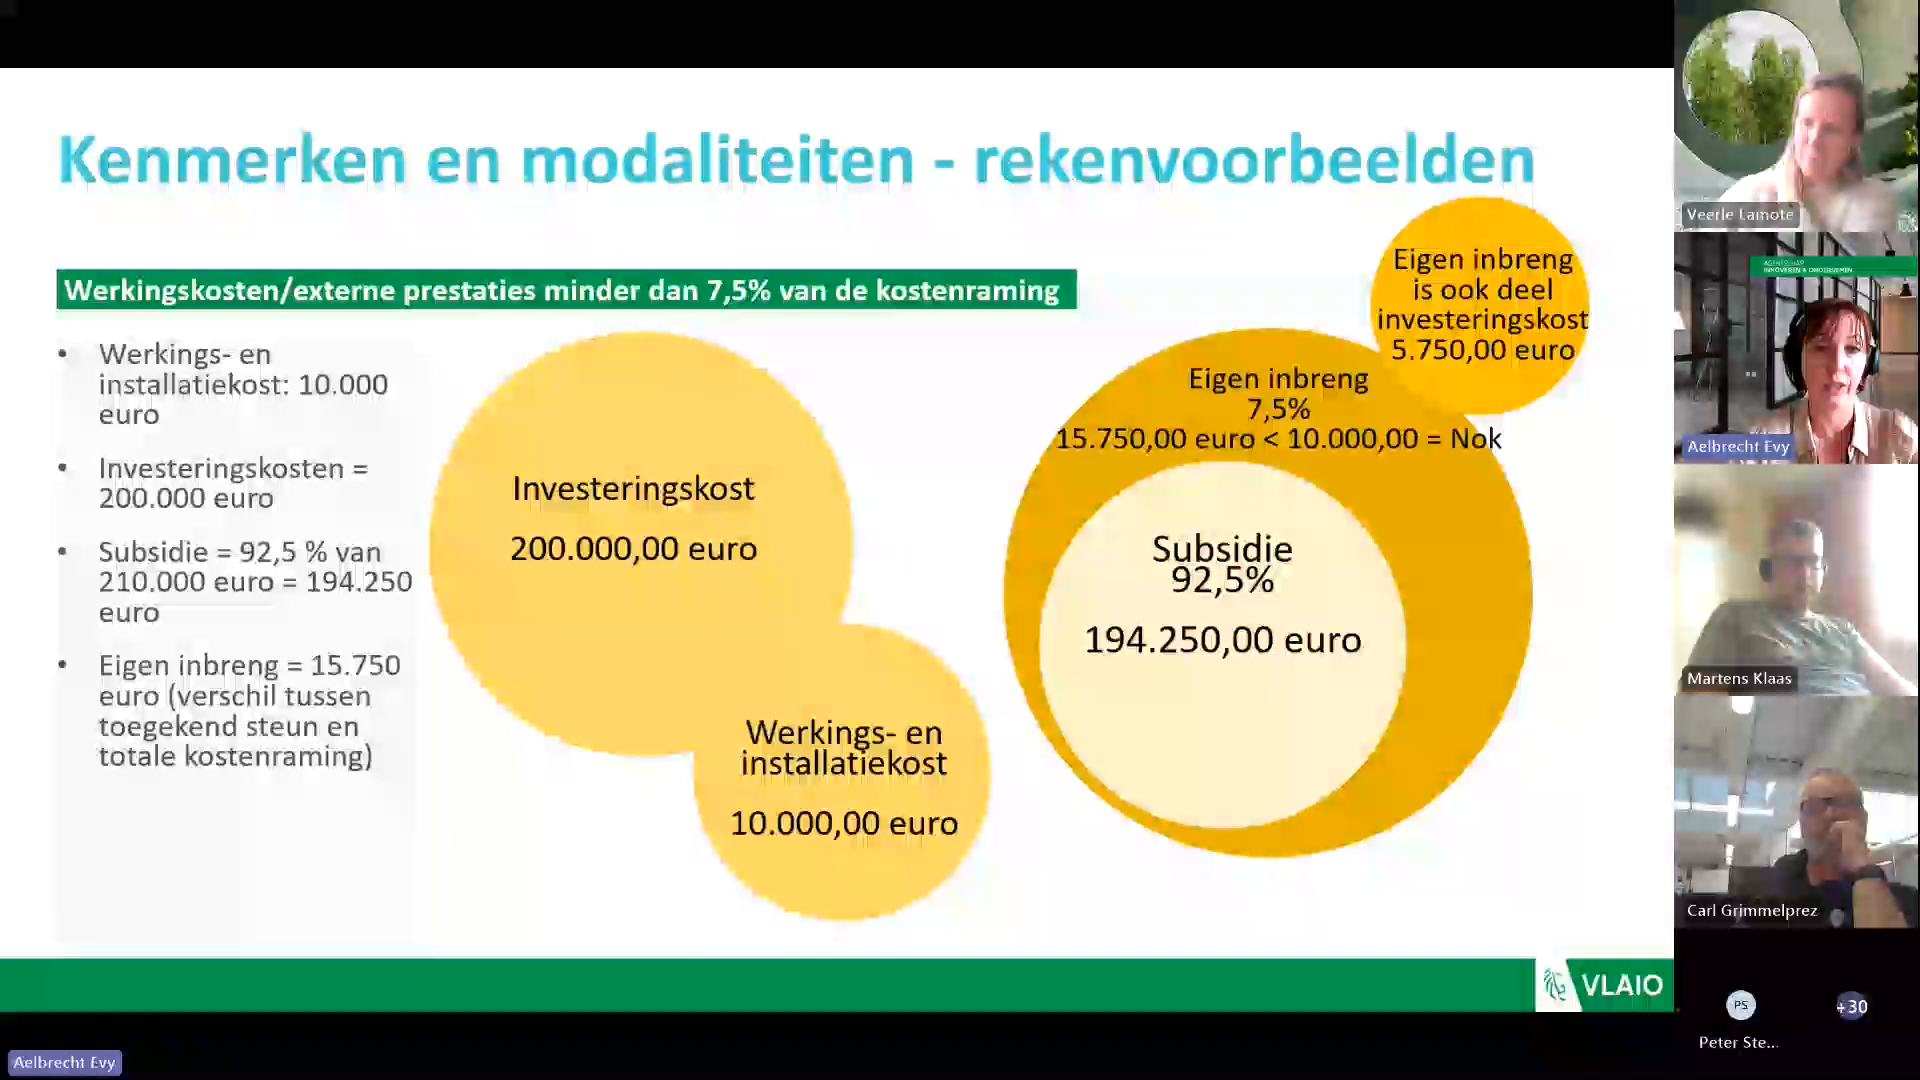 Kenmerken en modaliteiten - rekenvoorbeelden
Werkingskosten/externe prestaties minder dan 7,5% van de kostenraming
• Werkings- en
installatiekost: 10.000
euro
• Investeringskosten =
200.000 euro
• Subsidie = 92,5 % van
210.000 euro = 194.250
euro
• Eigen inbreng = 15.750
euro (verschil tussen
toegekend steun en
totale kostenraming)
Investeringskost
200.000,00 euro
Werkings- en
installatiekost
10.000,00 euro
Eigen inbreng
is ook deel
investeringskost
5.750,00 euro
Eigen inbreng
7,5%
15.750,00 euro < 10.000,00 = Nok
Subsidie
92,5%
194.250,00 euro
VLAIO
Veerle Lamote
AGENTSCHAP
INNOVEREN & ONDERNEMEN
Aelbrecht Evy
Martens Klaas
Carl Grimmelprez
PS
+30
Peter Ste...
Aelbrecht Evy